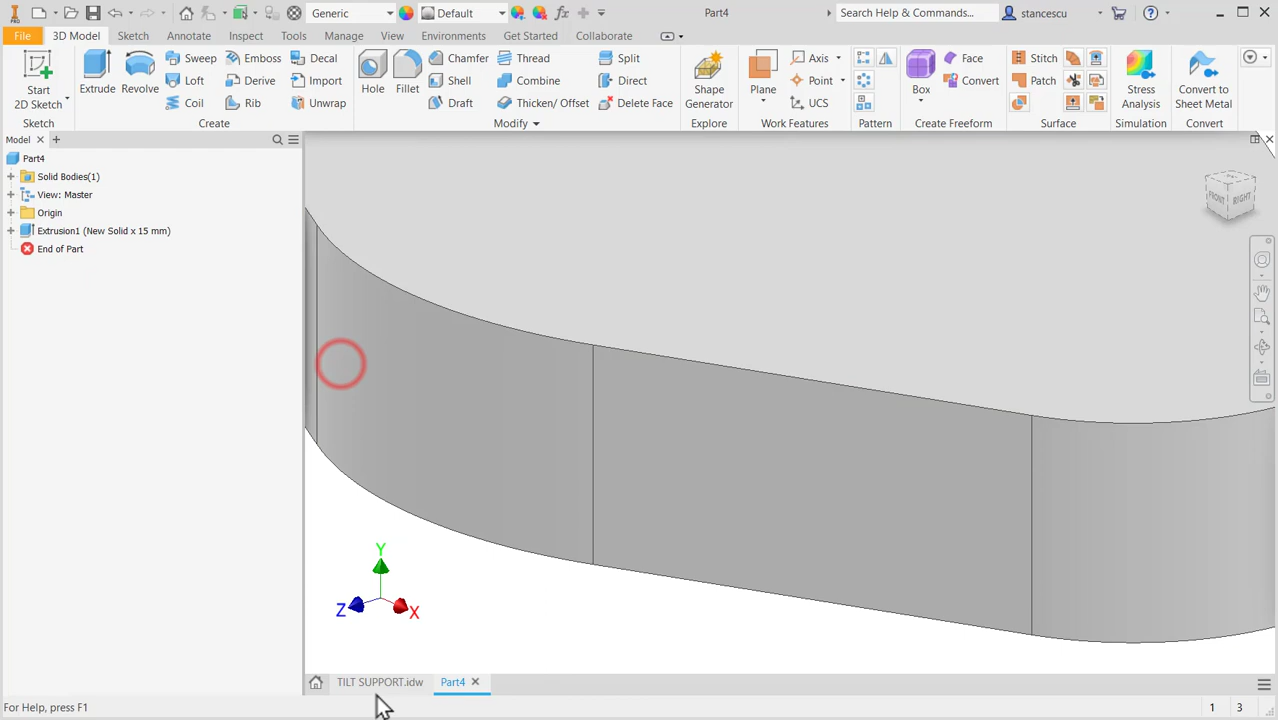 Generic Default Part4 Search Help & Commands... stancescu
File 3D Model Sketch Annotate Inspect Tools Manage View Environments Get Started Collaborate
Sweep Emboss Decal Chamfer Thread Split Axis Face Stitch
Start Extrude Revolve Loft Derive Import Hole Fillet Shell Combine Direct Shape Plane Point Box Convert Patch Stress Convert to
2D Sketch Coil Rib Unwrap Draft Thicken/ Offset Delete Face Generator UCS Analysis Sheet Metal
Sketch Create Modify Explore Work Features Pattern Create Freeform Surface Simulation Convert
Model
Part4
Solid Bodies(1)
View: Master
FRONT RIGHT
Origin
Extrusion1 (New Solid x 15 mm)
End of Part
Y
Z X
TILT SUPPORT.idw Part4
For Help, press F1 1 3